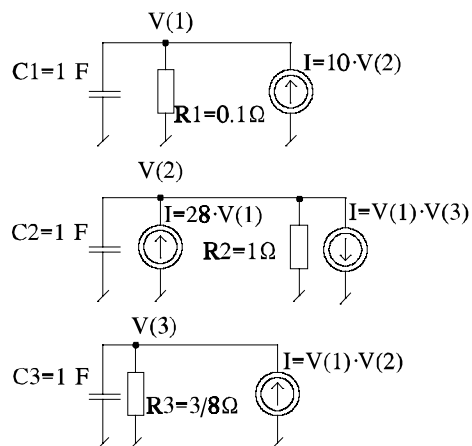 V(1)
C1=1 F
I=10·V(2)
R1=0.1Ω
V(2)
C2=1 F
I=28·V(1)
I=V(1)·V(3)
R2=1Ω
V(3)
C3=1 F
I=V(1)·V(2)
R3=3/8Ω